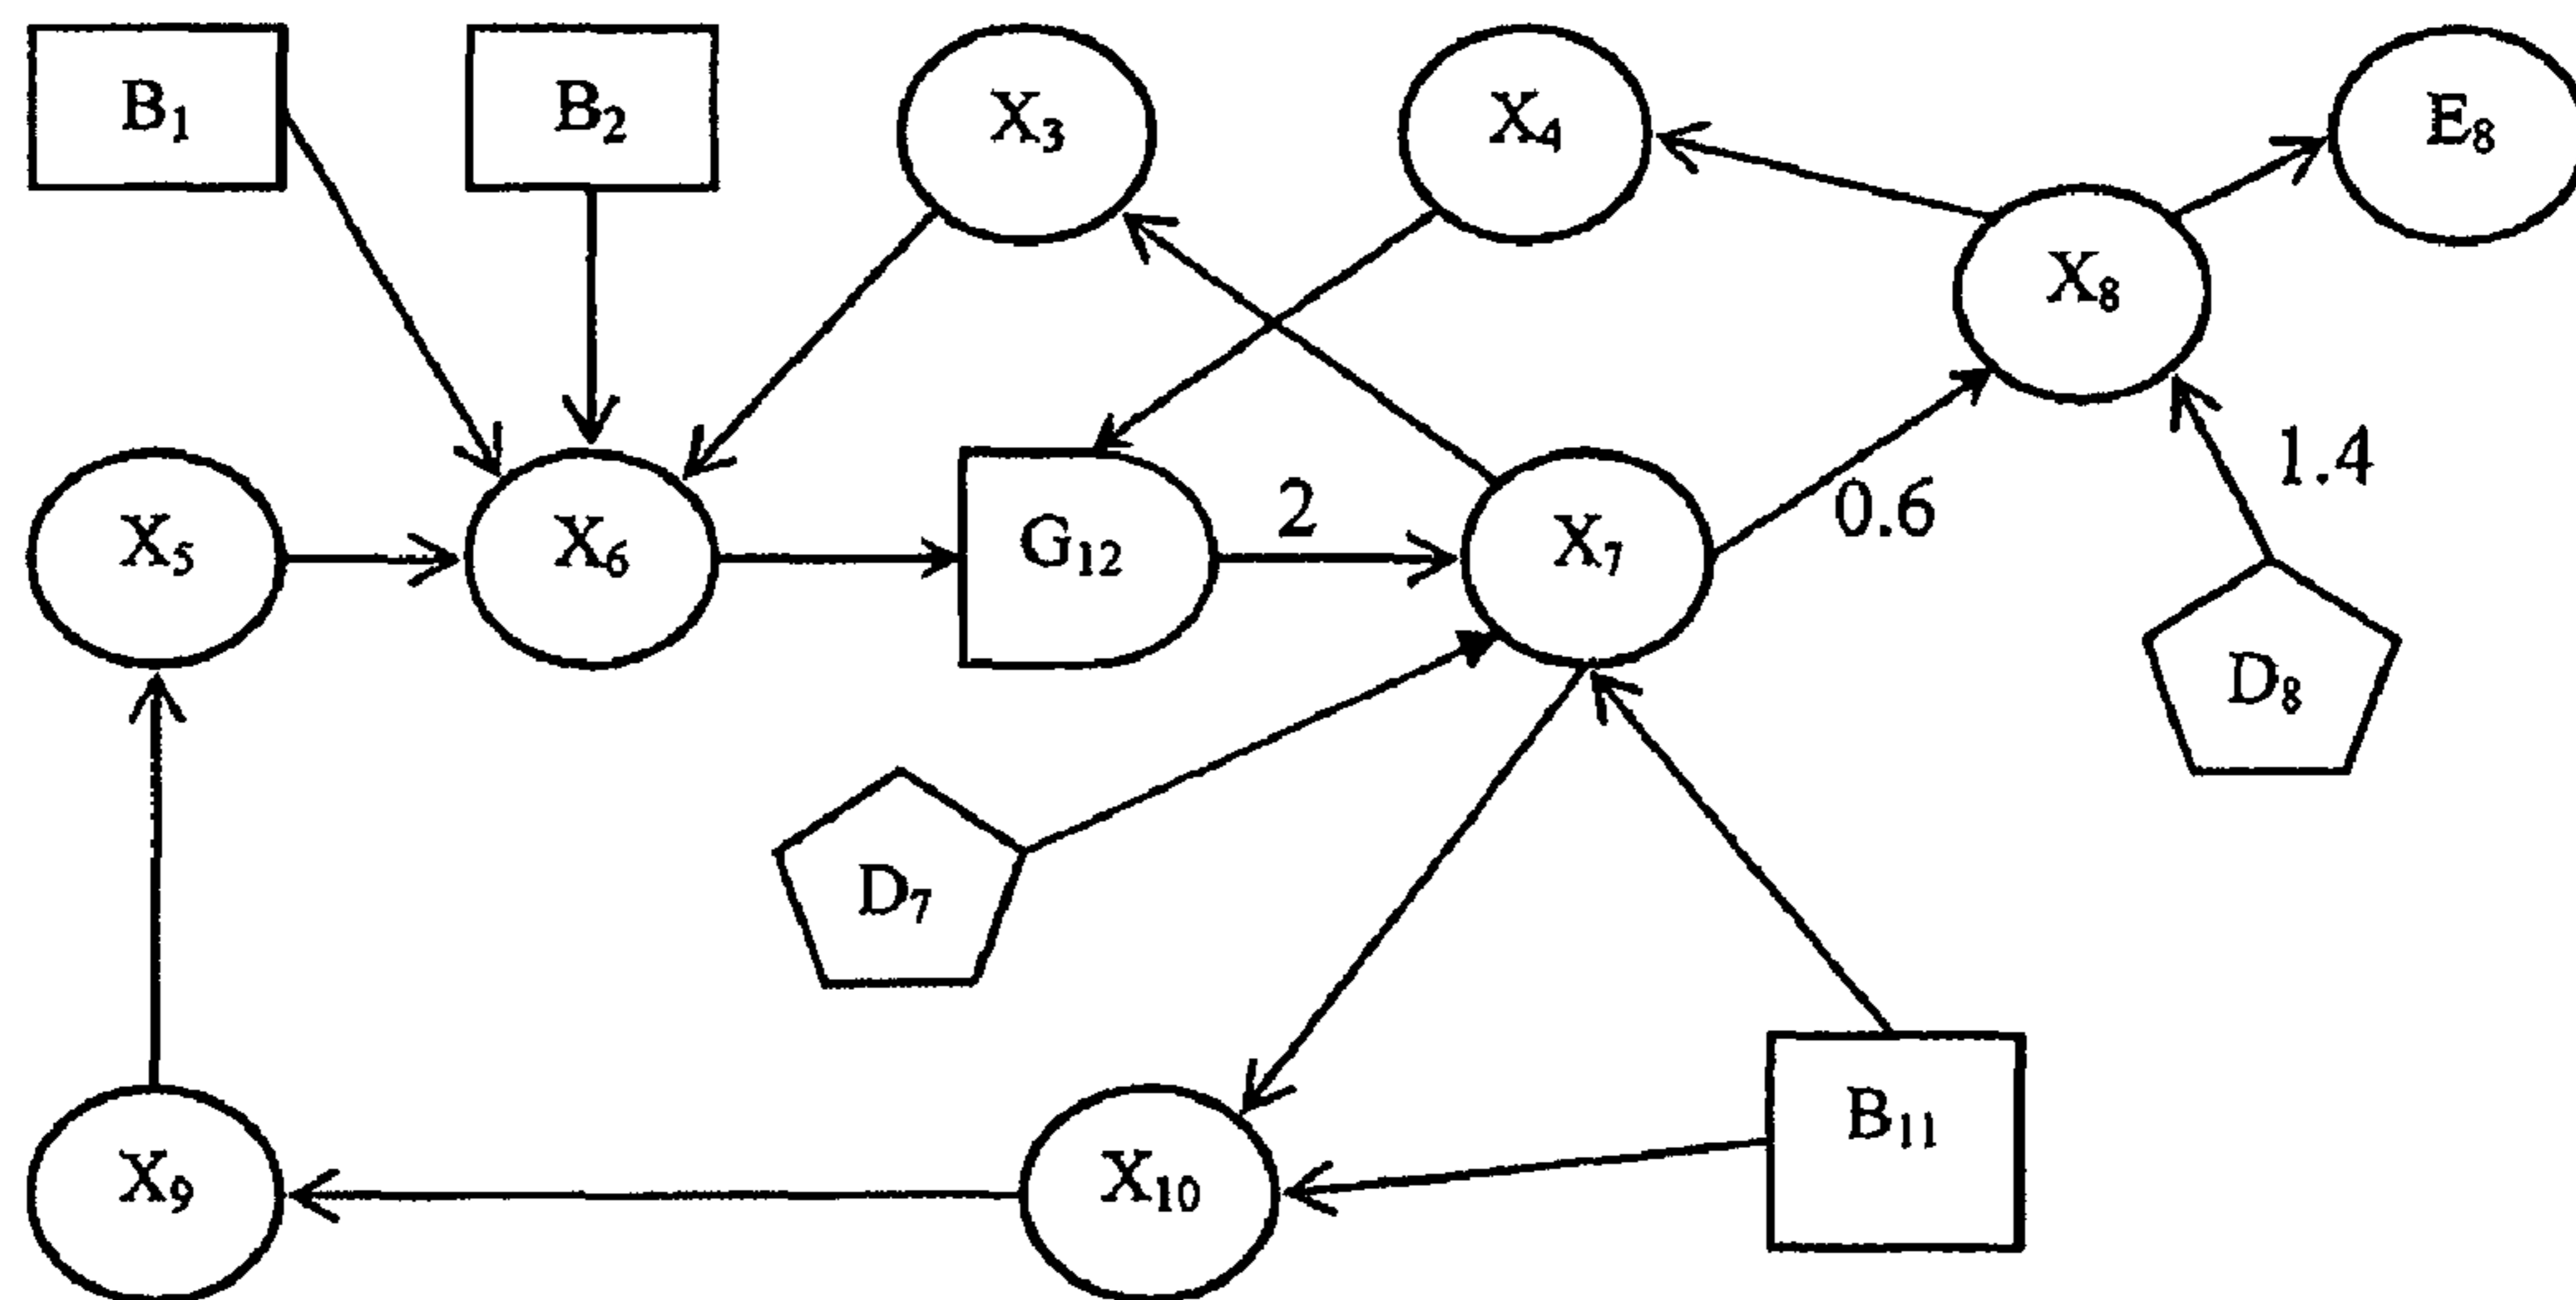 B₁ B₂ X₃ X₄ E₈
X₈
1.4
X₅ X₆ G₁₂ 2 X₇ 0.6
D₈
D₇
B₁₁
X₉ X₁₀